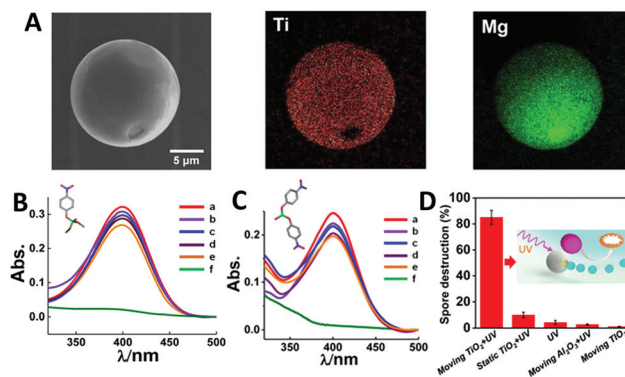 A
Ti
Mg
5 µm
B
0.3
0.2
0.1
0.0
Abs.
a
b
c
d
e
f
350
400
450
500
λ/nm
C
0.2
0.1
0.0
Abs.
a
b
c
d
e
f
350
400
450
500
λ/nm
D
100
80
60
40
20
0
Spore destruction (%)
UV
Moving TiO₂+UV
Static TiO₂+UV
UV
Moving Al₂O₃+UV
Moving TiO₂